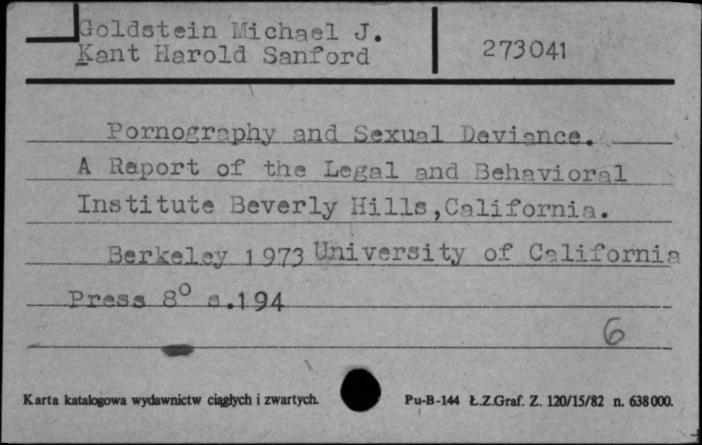 Goldstein Michael J.
Kant Harold Sanford
273041
Pornography and Sexual Deviance.
A Report of the Legal and Behavioral
Institute Beverly Hills,California.
Berkeley 1973 University of California
Press 8° s.194
6
Karta katalogowa wydawnictw ciągłych i zwartych.
Pu-B-144 Ł.Z.Graf. Z. 120/15/82 n. 638000.